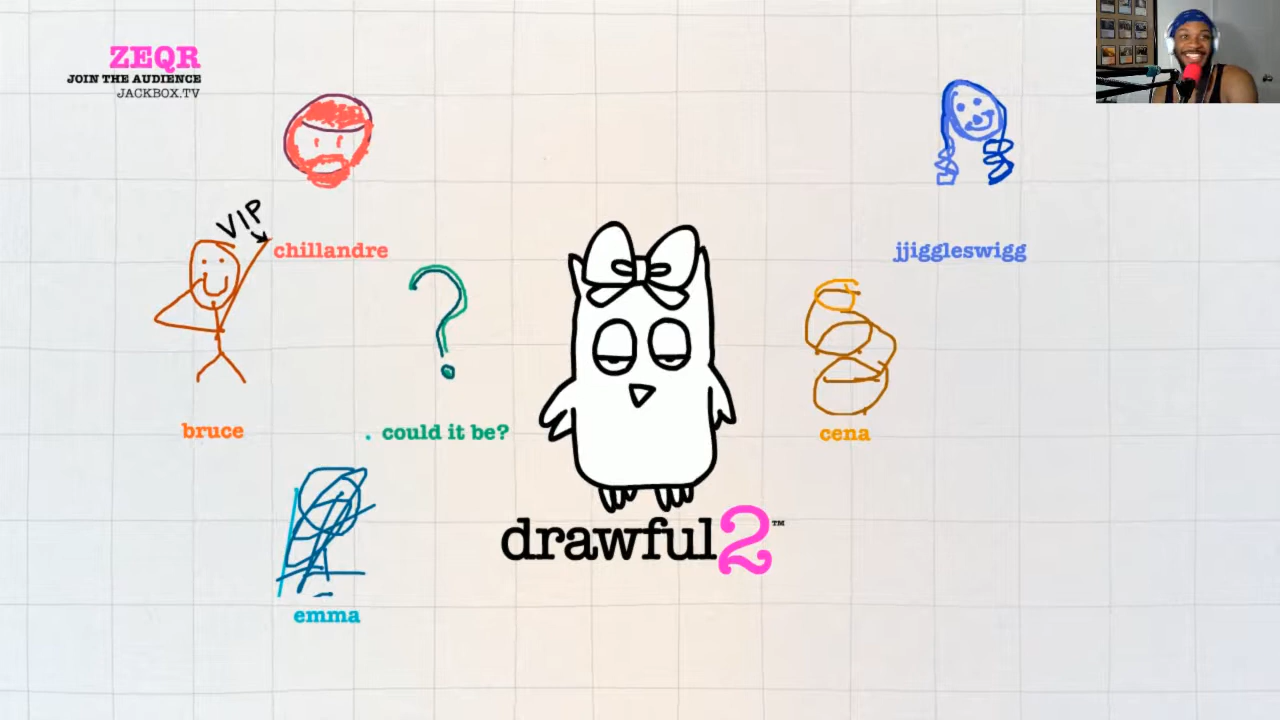 ZEQR
JOIN THE AUDIENCE
JACKBOX.TV
VIP
chillandre
jjiggleswigg
bruce
. could it be?
cena
drawful2™
emma